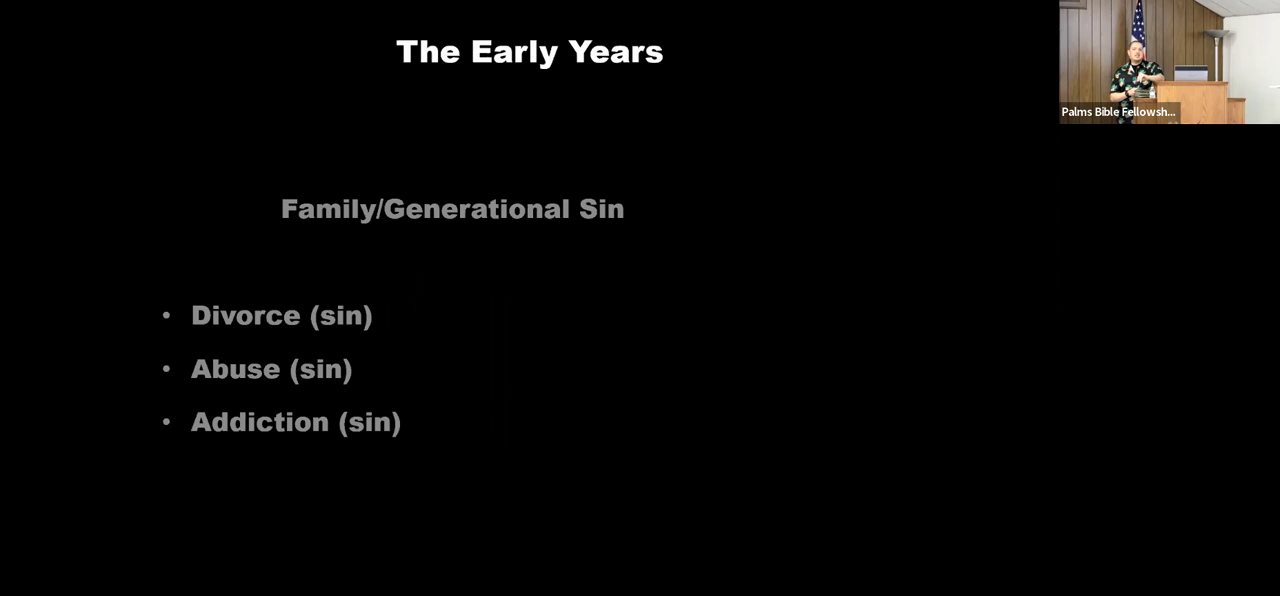 The Early Years
Palms Bible Fellowsh...
Family/Generational Sin
• Divorce (sin)
• Abuse (sin)
• Addiction (sin)